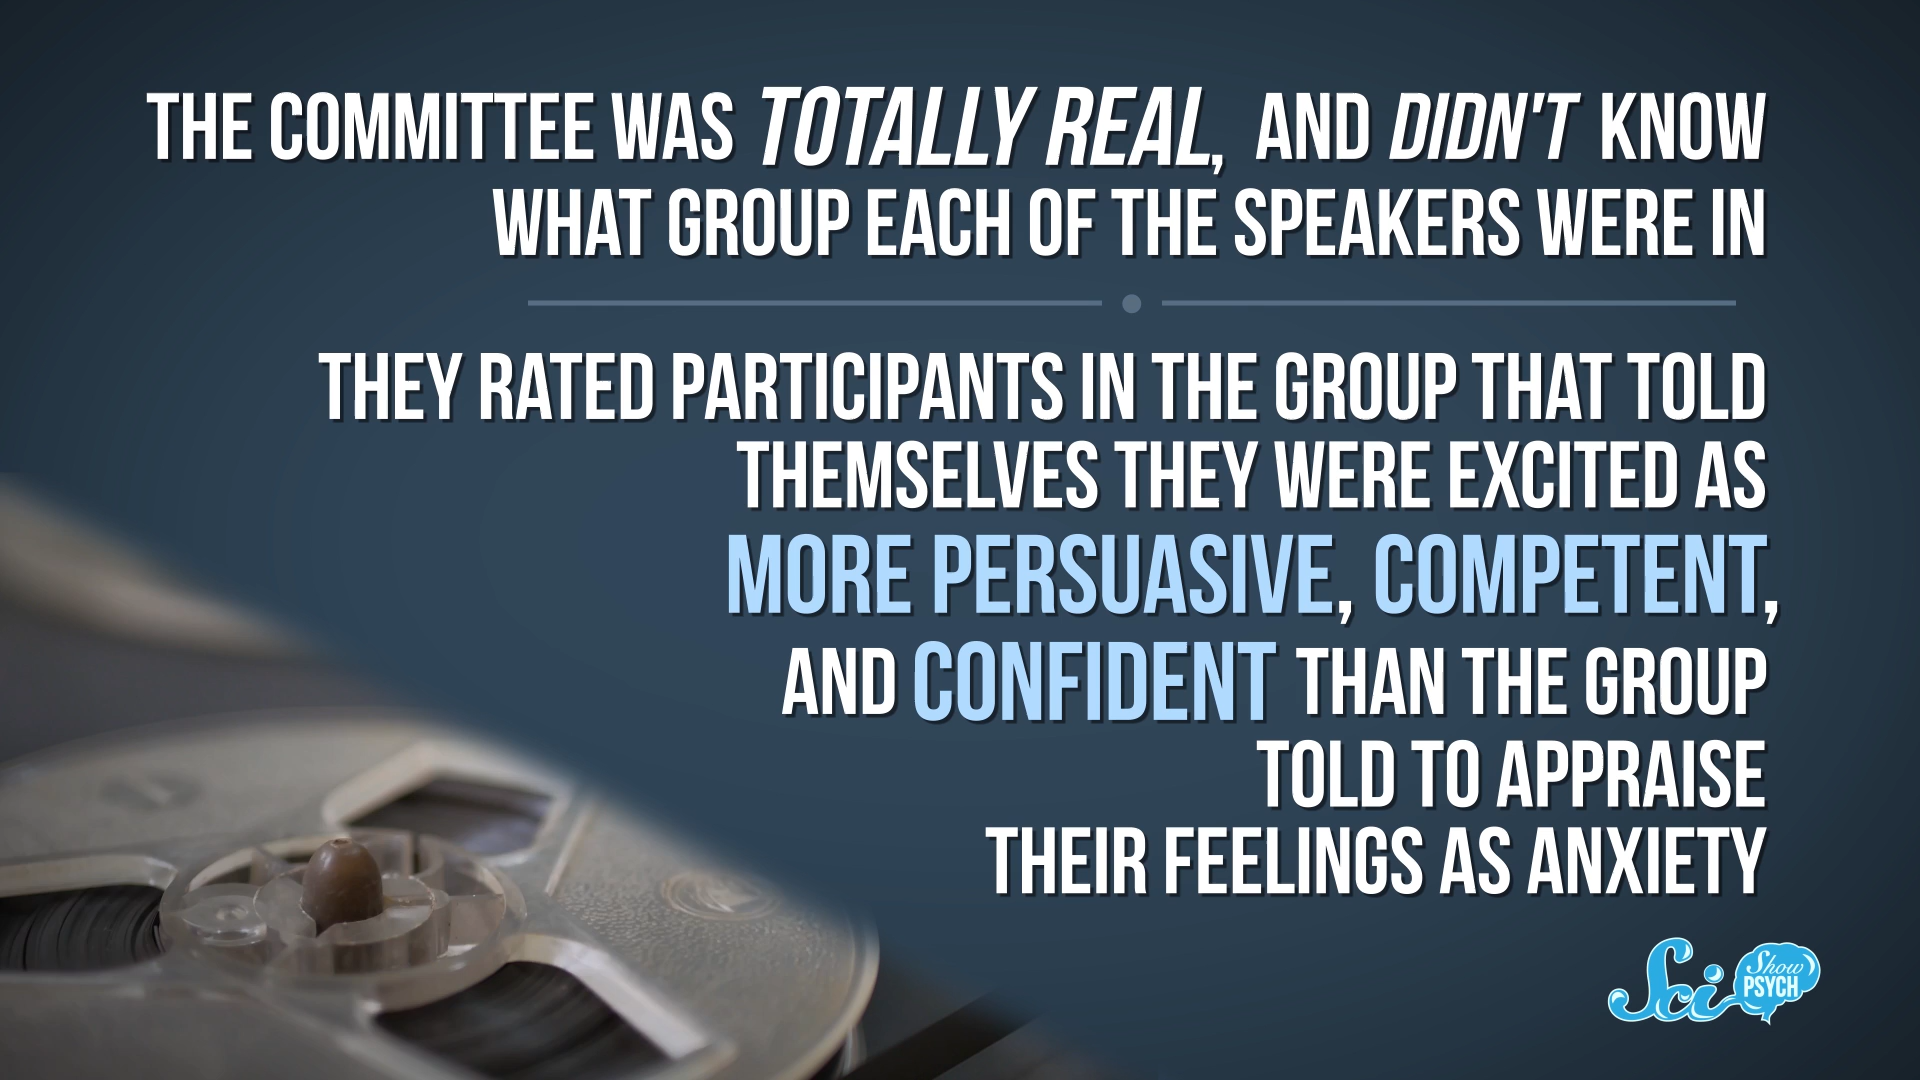 THE COMMITTEE WAS TOTALLY REAL, AND DIDN'T KNOW
WHAT GROUP EACH OF THE SPEAKERS WERE IN
THEY RATED PARTICIPANTS IN THE GROUP THAT TOLD
THEMSELVES THEY WERE EXCITED AS
MORE PERSUASIVE, COMPETENT,
AND CONFIDENT THAN THE GROUP
TOLD TO APPRAISE
THEIR FEELINGS AS ANXIETY
Sci Show
PSYCH